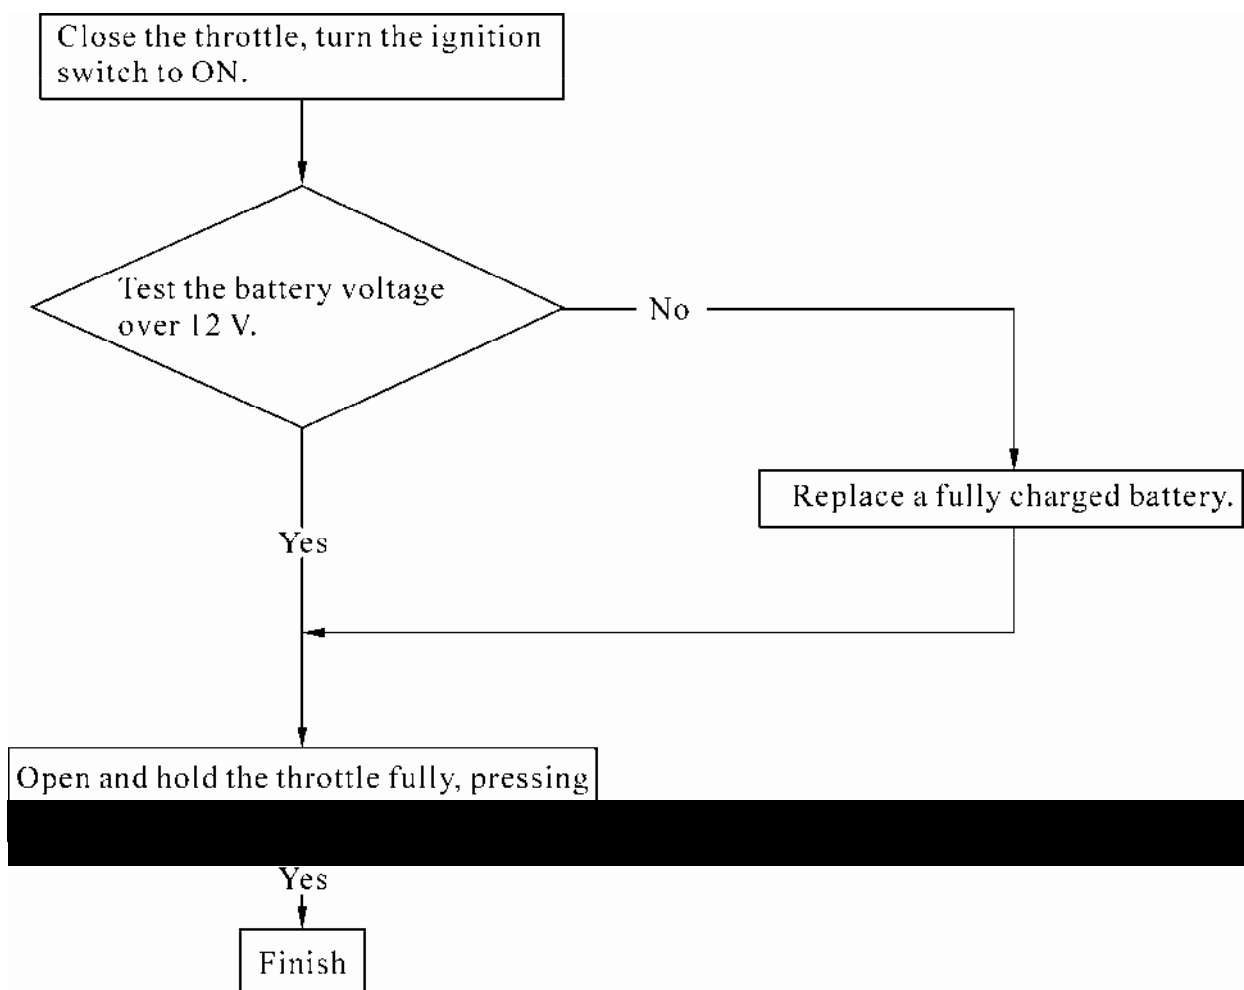 Close the throttle, turn the ignition
switch to ON.
Test the battery voltage
over 12 V.
No
Replace a fully charged battery.
Yes
Open and hold the throttle fully, pressing
Yes
Finish